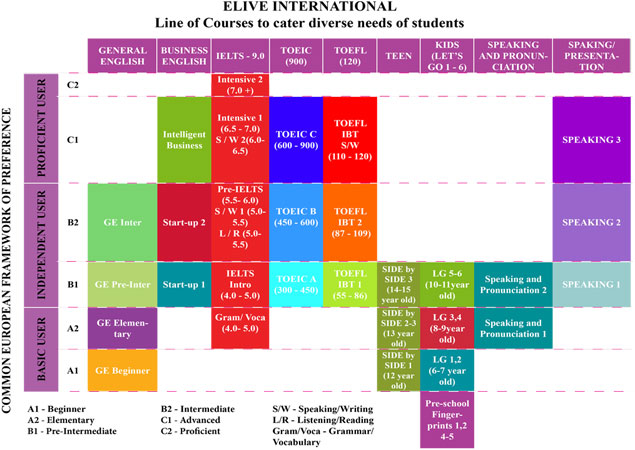 ELIVE INTERNATIONAL
Line of Courses to cater diverse needs of students
GENERAL
ENGLISH
BUSINESS
ENGLISH
IELTS - 9.0
TOEIC
(900)
TOEFL
(120)
TEEN
KIDS
(LET'S
GO 1 - 6)
SPEAKING
AND PRONUN-
CIATION
SPAKING/
PRESENTA-
TION
COMMON EUROPEAN FRAMEWORK OF PREFERENCE
PROFICIENT USER
C2
Intensive 2
(7.0 +)
C1
Intelligent
Business
Intensive 1
(6.5 - 7.0)
S / W 2(6.0-
6.5)
TOEIC C
(600 - 900)
TOEFL
IBT
S/W
(110 - 120)
SPEAKING 3
INDEPENDENT USER
B2
GE Inter
Start-up 2
Pre-IELTS
(5.5- 6.0)
S / W 1 (5.0-
5.5)
L / R (5.0-
5.5)
TOEIC B
(450 - 600)
TOEFL
IBT 2
(87 - 109)
SPEAKING 2
B1
GE Pre-Inter
Start-up 1
IELTS
Intro
(4.0 - 5.0)
TOEIC A
(300 - 450)
TOEFL
IBT 1
(55 - 86)
SIDE by
SIDE 3
(14-15
year old)
LG 5-6
(10-11year
old)
Speaking and
Pronunciation 2
SPEAKING 1
BASIC USER
A2
GE Elemen-
tary
Gram/ Voca
(4.0- 5.0)
SIDE by
SIDE 2-3
(13 year
old)
LG 3,4
(8-9year
old)
Speaking and
Pronunciation 1
A1
GE Beginner
SIDE by
SIDE 1
(12 year
old)
LG 1,2
(6-7 year
old)
Pre-school
Finger-
prints 1,2
4-5
A1 - Beginner
A2 - Elementary
B1 - Pre-Intermediate
B2 - Intermediate
C1 - Advanced
C2 - Proficient
S/W - Speaking/Writing
L/R - Listening/Reading
Gram/Voca - Grammar/
Vocabulary